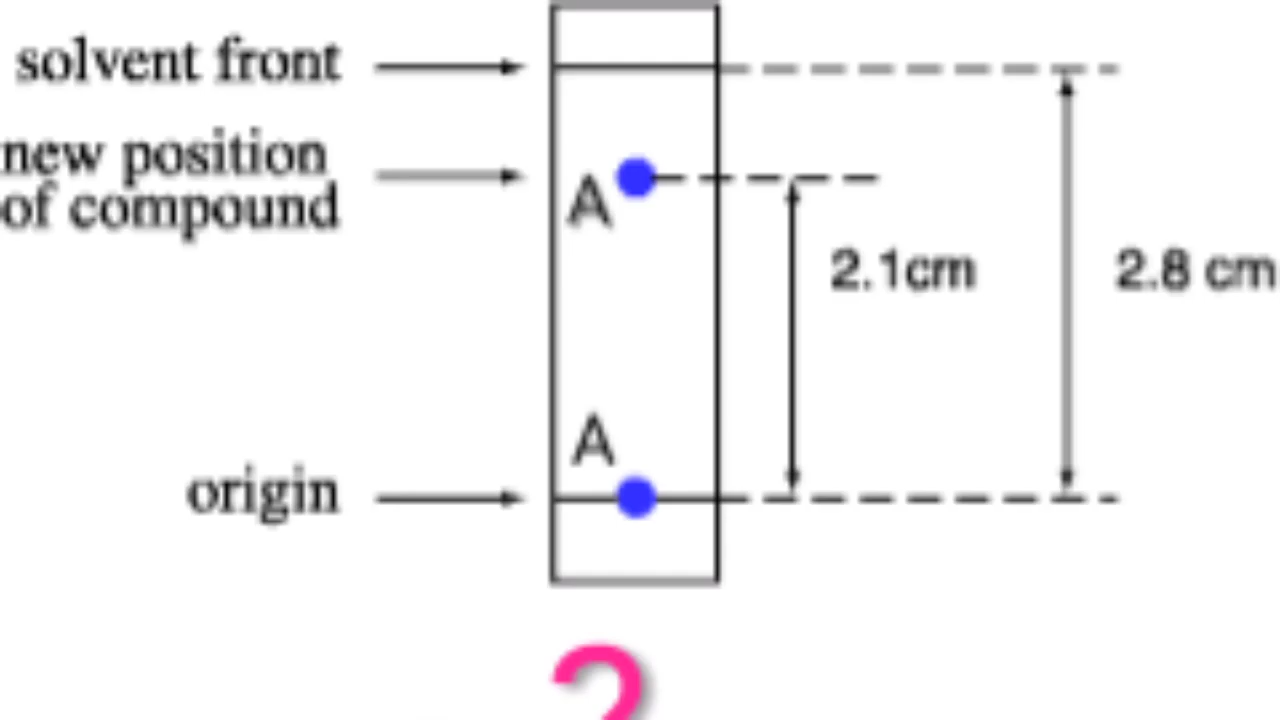 solvent front
new position
of compound
A
2.1cm
2.8 cm
A
origin
?